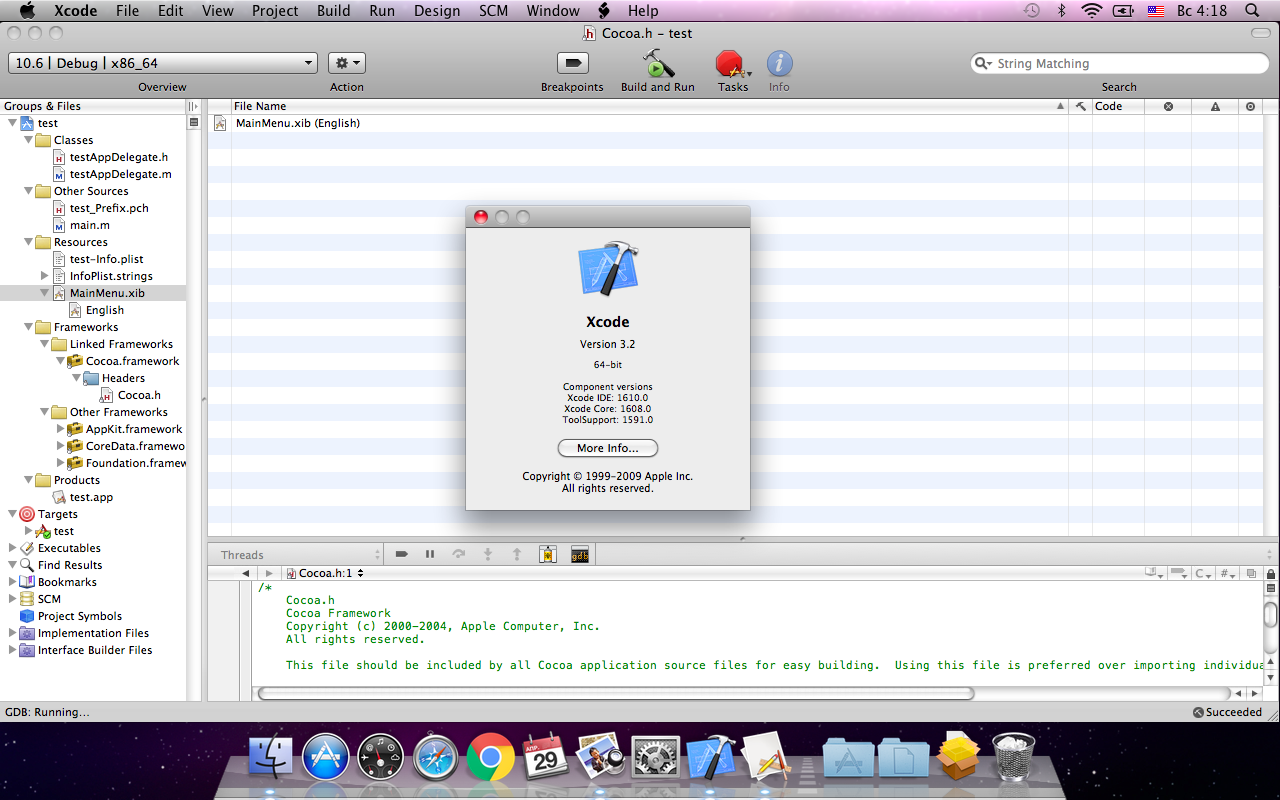 Xcode File Edit View Project Build Run Design SCM Window Help Вс 4:18
Cocoa.h – test
10.6 | Debug | x86_64
String Matching
Overview Action Breakpoints Build and Run Tasks Info Search
Groups & Files
File Name Code
test
Classes
testAppDelegate.h
testAppDelegate.m
Other Sources
test_Prefix.pch
main.m
Resources
test-Info.plist
InfoPlist.strings
MainMenu.xib
English
Frameworks
Linked Frameworks
Cocoa.framework
Headers
Cocoa.h
Other Frameworks
AppKit.framework
CoreData.framewo
Foundation.framew
Products
test.app
Targets
test
Executables
Find Results
Bookmarks
SCM
Project Symbols
Implementation Files
Interface Builder Files
MainMenu.xib (English)
Xcode
Version 3.2
64-bit
Component versions
Xcode IDE: 1610.0
Xcode Core: 1608.0
ToolSupport: 1591.0
More Info...
Copyright © 1999–2009 Apple Inc.
All rights reserved.
Threads
gdb
Cocoa.h:1
C #
/*
Cocoa.h
Cocoa Framework
Copyright (c) 2000-2004, Apple Computer, Inc.
All rights reserved.
This file should be included by all Cocoa application source files for easy building.  Using this file is preferred over importing individua
GDB: Running...
Succeeded
АПР.
29